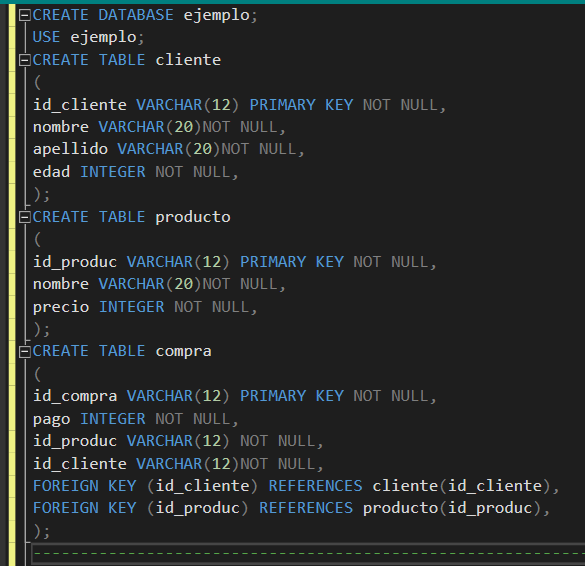 CREATE DATABASE ejemplo;
USE ejemplo;
CREATE TABLE cliente
(
id_cliente VARCHAR(12) PRIMARY KEY NOT NULL,
nombre VARCHAR(20)NOT NULL,
apellido VARCHAR(20)NOT NULL,
edad INTEGER NOT NULL,
);
CREATE TABLE producto
(
id_produc VARCHAR(12) PRIMARY KEY NOT NULL,
nombre VARCHAR(20)NOT NULL,
precio INTEGER NOT NULL,
);
CREATE TABLE compra
(
id_compra VARCHAR(12) PRIMARY KEY NOT NULL,
pago INTEGER NOT NULL,
id_produc VARCHAR(12) NOT NULL,
id_cliente VARCHAR(12)NOT NULL,
FOREIGN KEY (id_cliente) REFERENCES cliente(id_cliente),
FOREIGN KEY (id_produc) REFERENCES producto(id_produc),
);
-----------------------------------------------------------